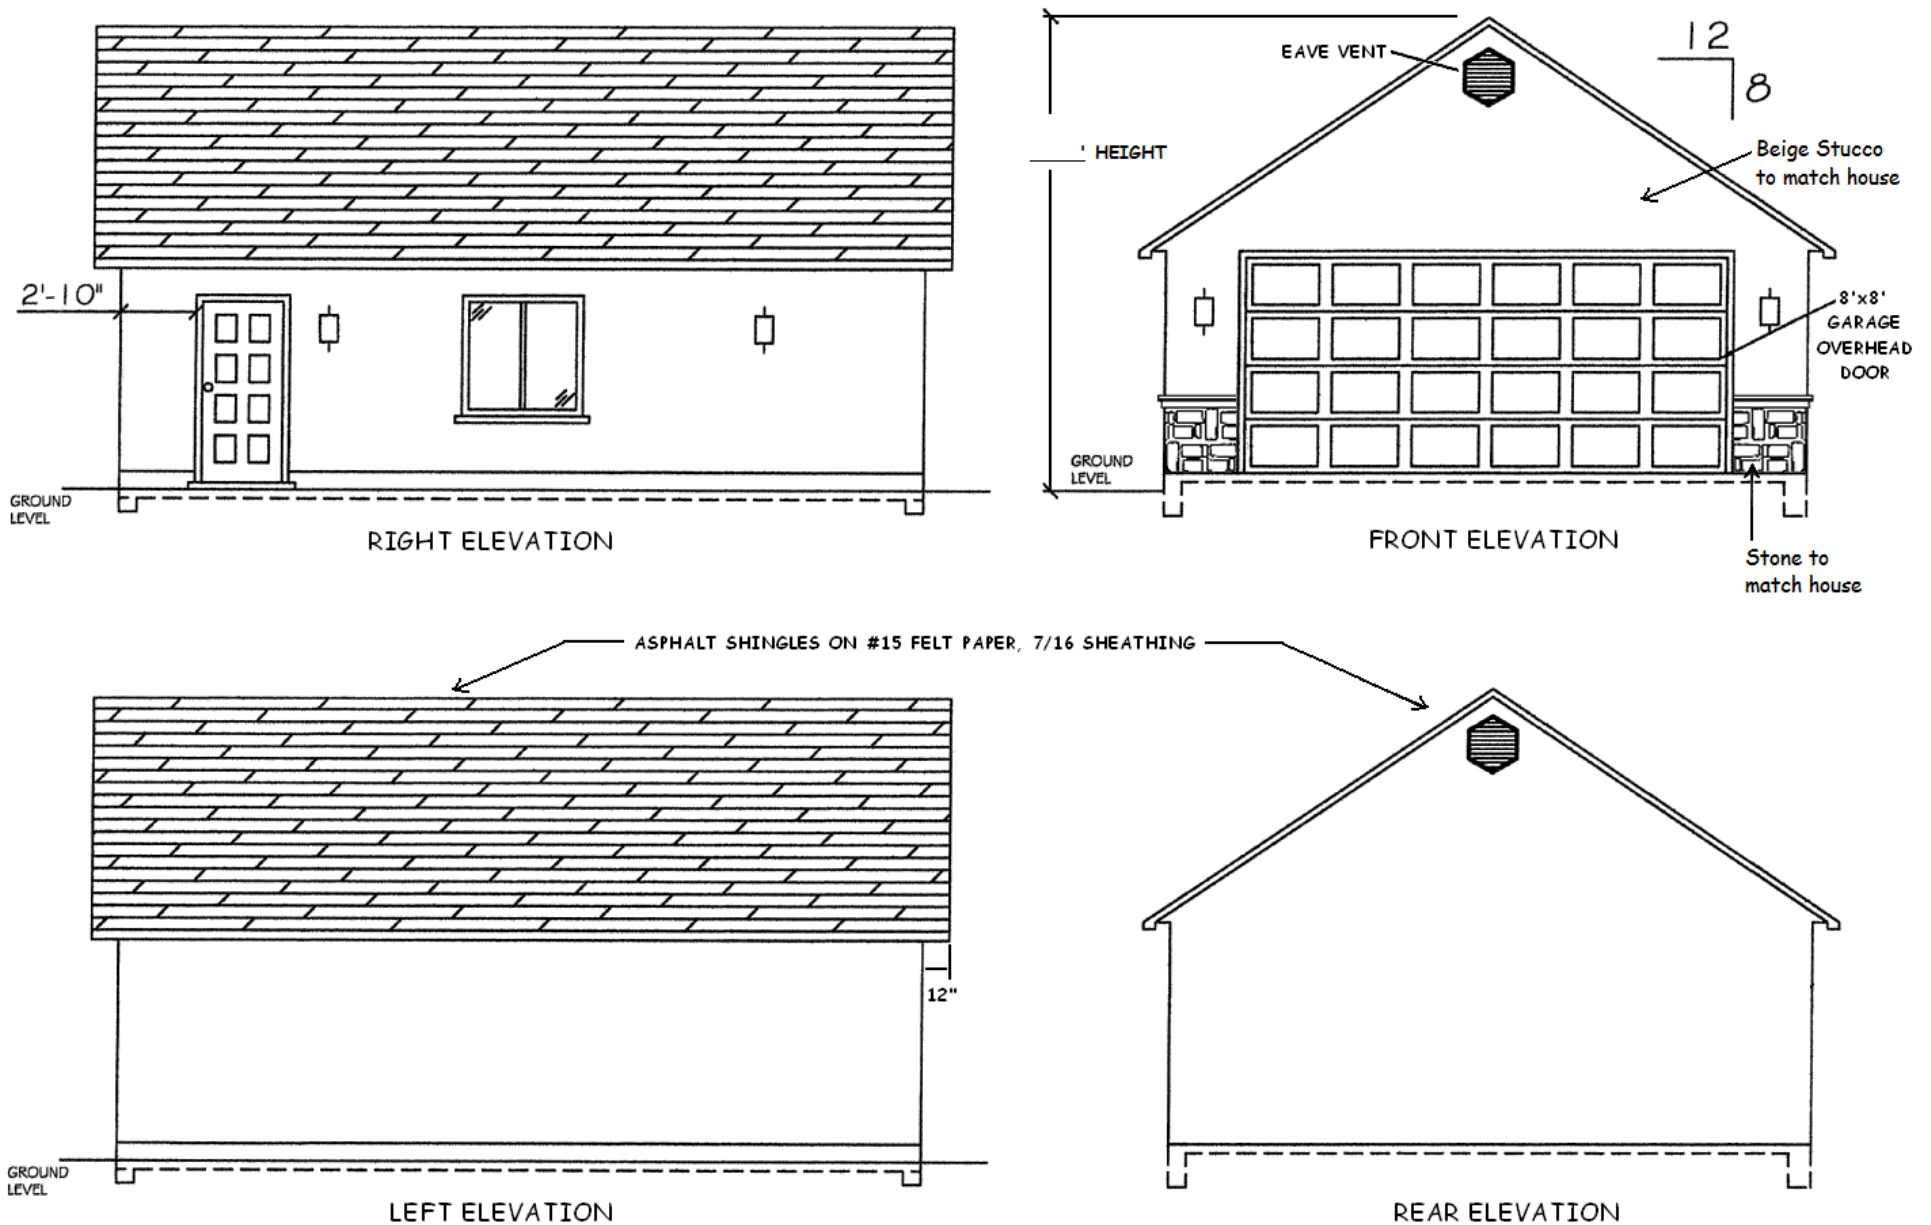 EAVE VENT
12
8
' HEIGHT
Beige Stucco
to match house
2'-10"
8'x8'
GARAGE
OVERHEAD
DOOR
GROUND
LEVEL
GROUND
LEVEL
RIGHT ELEVATION
FRONT ELEVATION
Stone to
match house
ASPHALT SHINGLES ON #15 FELT PAPER, 7/16 SHEATHING
12"
GROUND
LEVEL
LEFT ELEVATION
REAR ELEVATION